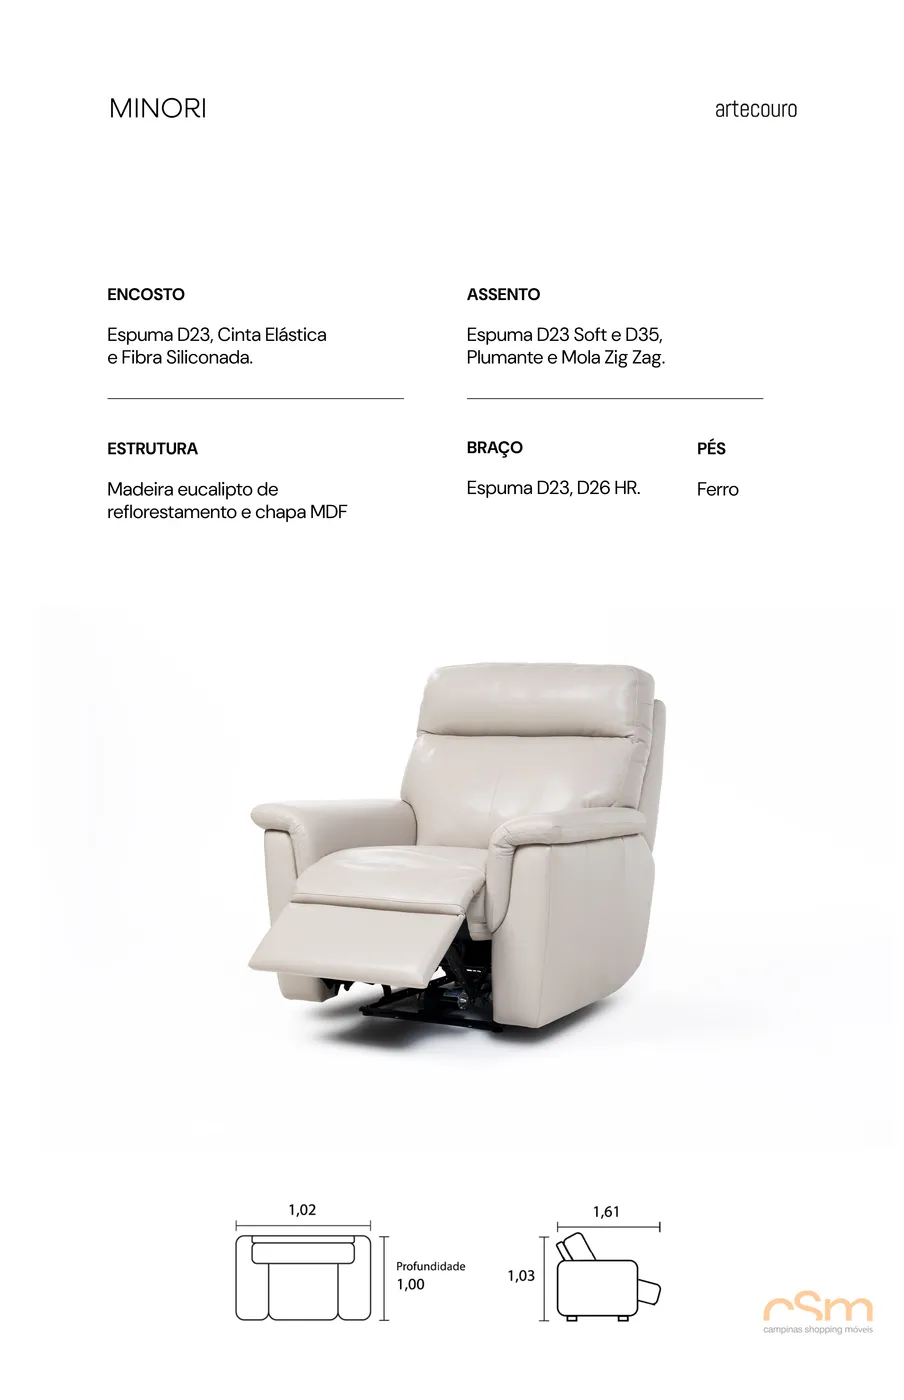 MINORI
artecouro
ENCOSTO
Espuma D23, Cinta Elástica
e Fibra Siliconada.
ASSENTO
Espuma D23 Soft e D35,
Plumante e Mola Zig Zag.
ESTRUTURA
Madeira eucalipto de
reflorestamento e chapa MDF
BRAÇO
Espuma D23, D26 HR.
PÉS
Ferro
1,02
Profundidade
1,00
1,61
1,03
csm
campinas shopping móveis